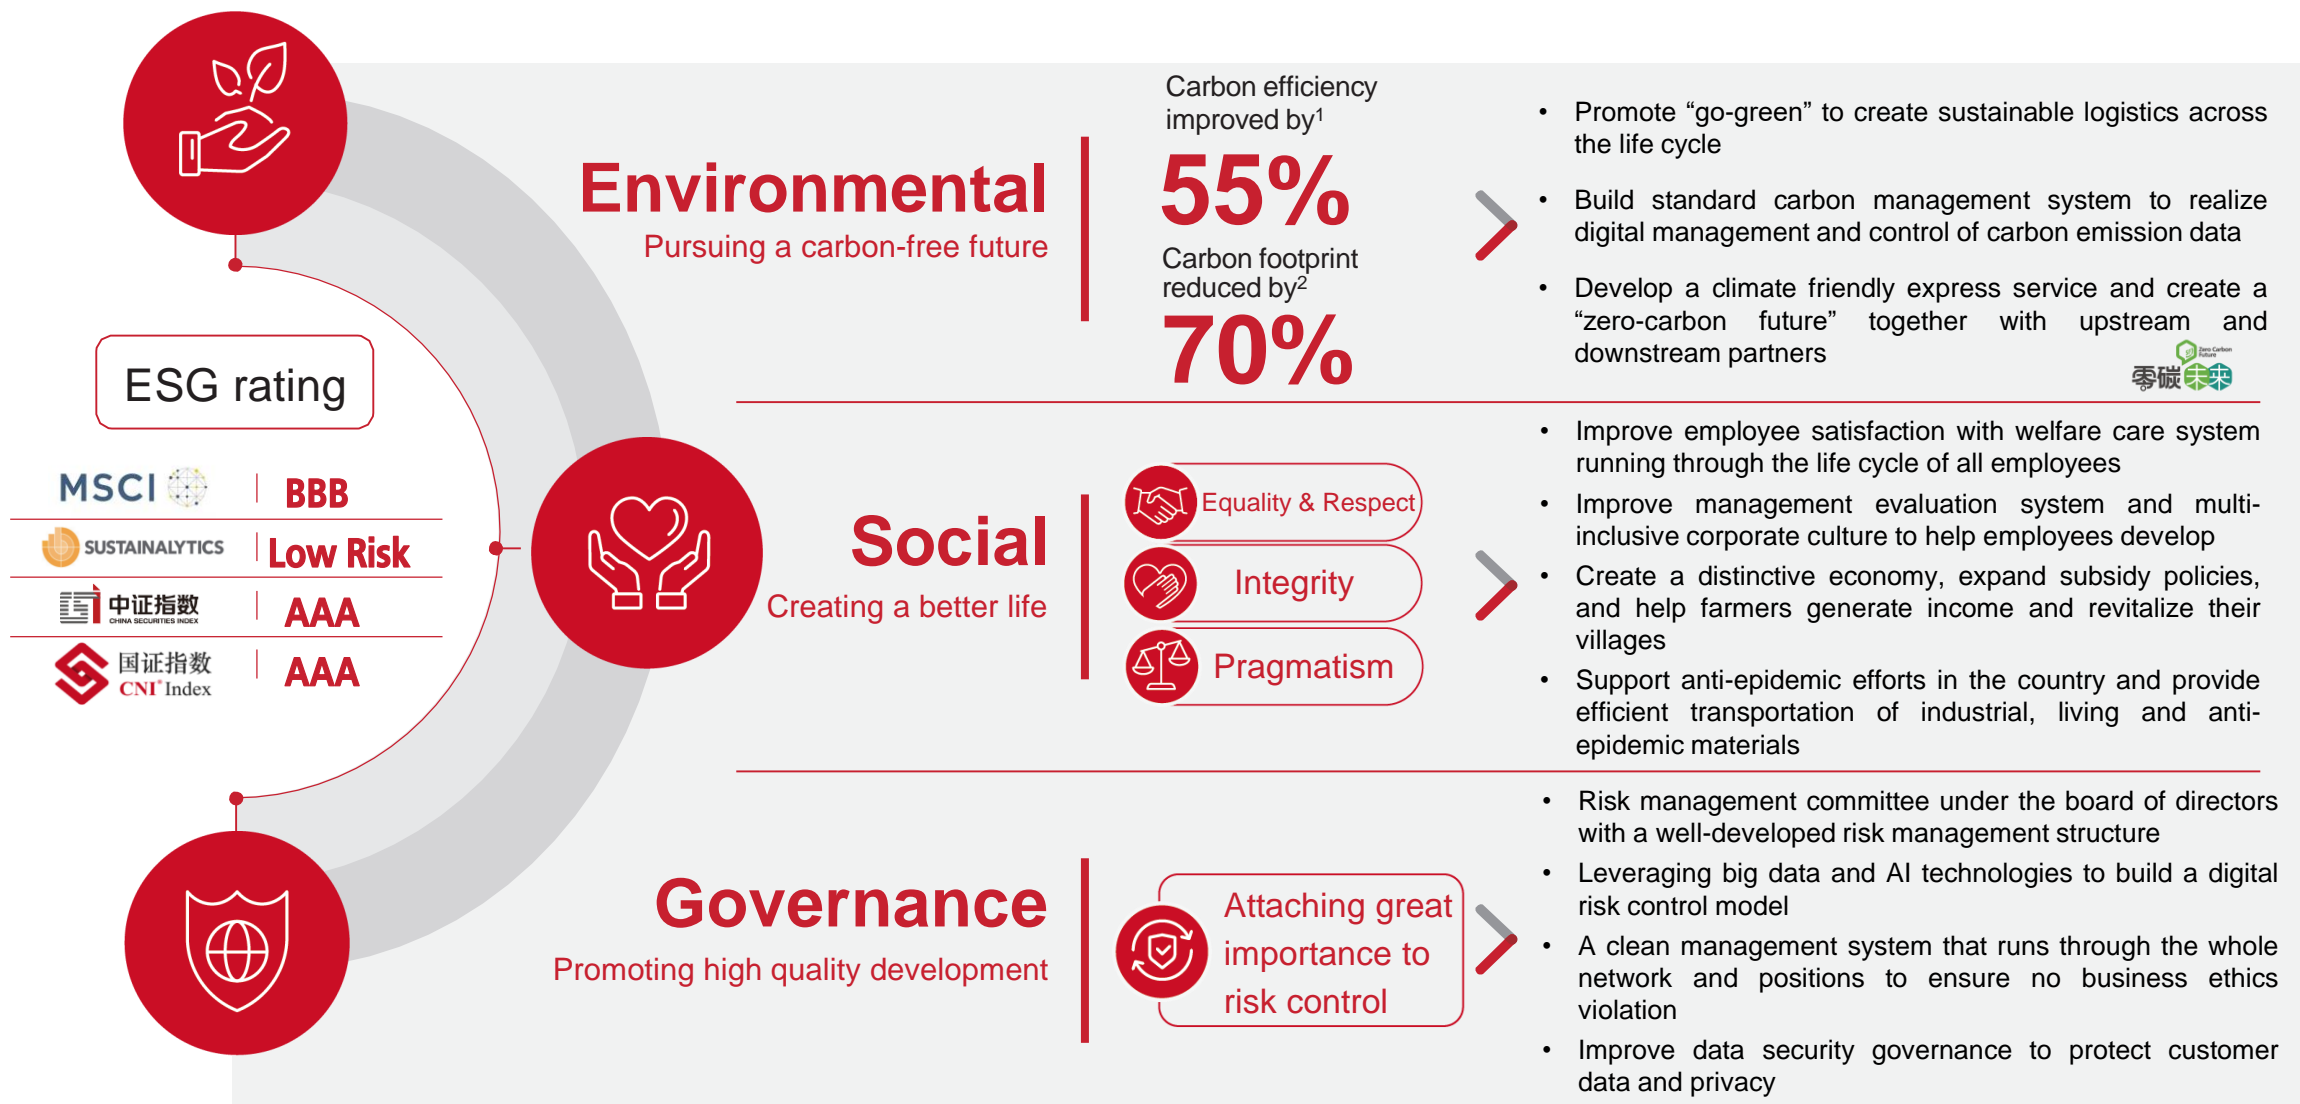 ESG rating
MSCI
BBB
SUSTAINALYTICS
Low Risk
中证指数
CHINA SECURITIES INDEX
AAA
国证指数
CNI® Index
AAA
Environmental
Pursuing a carbon-free future
Carbon efficiency
improved by1
55%
Carbon footprint
reduced by2
70%
• Promote “go-green” to create sustainable logistics across
the life cycle
• Build standard carbon management system to realize
digital management and control of carbon emission data
• Develop a climate friendly express service and create a
“zero-carbon future” together with upstream and
downstream partners
Zero Carbon
Future
零碳未来
Social
Creating a better life
Equality & Respect
Integrity
Pragmatism
• Improve employee satisfaction with welfare care system
running through the life cycle of all employees
• Improve management evaluation system and multi-
inclusive corporate culture to help employees develop
• Create a distinctive economy, expand subsidy policies,
and help farmers generate income and revitalize their
villages
• Support anti-epidemic efforts in the country and provide
efficient transportation of industrial, living and anti-
epidemic materials
Governance
Promoting high quality development
Attaching great
importance to
risk control
• Risk management committee under the board of directors
with a well-developed risk management structure
• Leveraging big data and AI technologies to build a digital
risk control model
• A clean management system that runs through the whole
network and positions to ensure no business ethics
violation
• Improve data security governance to protect customer
data and privacy